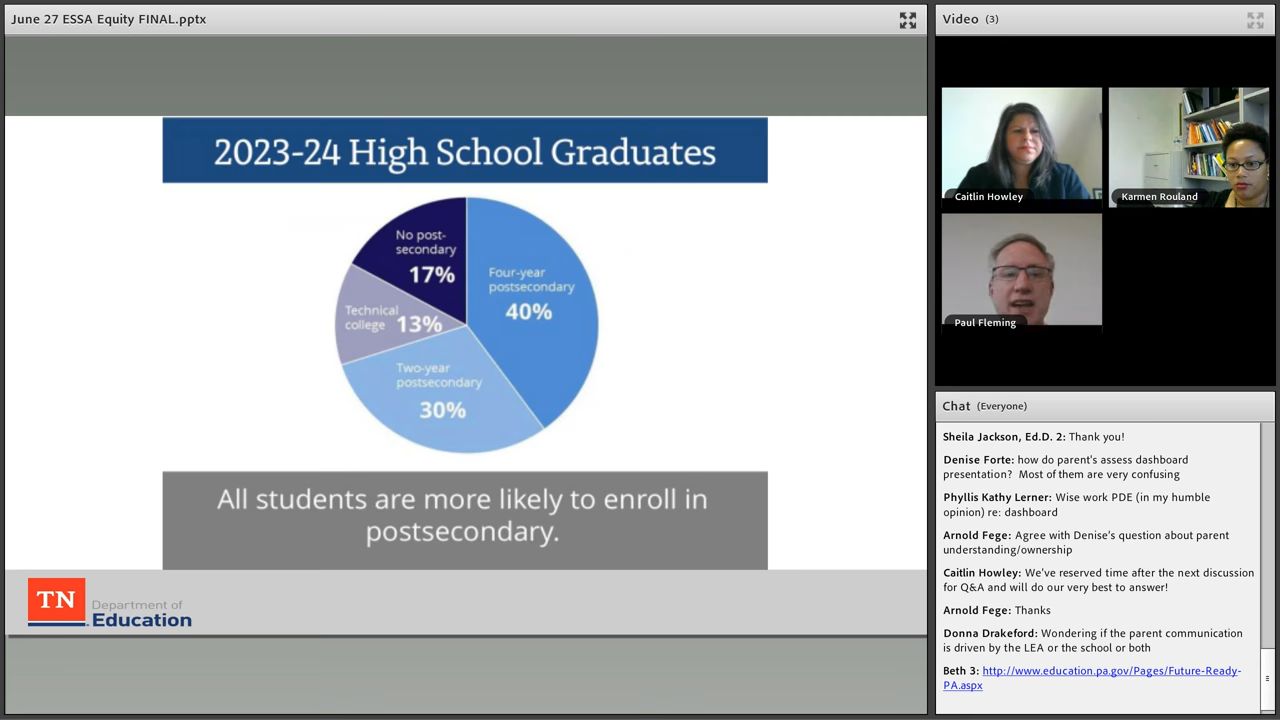 June 27 ESSA Equity FINAL.pptx
2023-24 High School Graduates
No post-
secondary
17%
Four-year
postsecondary
40%
Technical
college 13%
Two-year
postsecondary
30%
All students are more likely to enroll in
postsecondary.
TN
Department of
Education
Video (3)
Caitlin Howley
Karmen Rouland
Paul Fleming
Chat (Everyone)
Sheila Jackson, Ed.D. 2: Thank you!
Denise Forte: how do parent's assess dashboard
presentation? Most of them are very confusing
Phyllis Kathy Lerner: Wise work PDE (in my humble
opinion) re: dashboard
Arnold Fege: Agree with Denise's question about parent
understanding/ownership
Caitlin Howley: We've reserved time after the next discussion
for Q&A and will do our very best to answer!
Arnold Fege: Thanks
Donna Drakeford: Wondering if the parent communication
is driven by the LEA or the school or both
Beth 3: http://www.education.pa.gov/Pages/Future-Ready-
PA.aspx